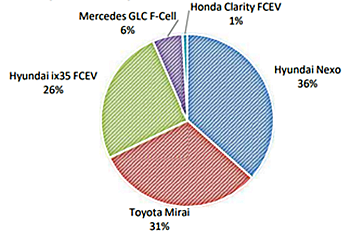 Honda Clarity FCEV
1%
Mercedes GLC F-Cell
6%
Hyundai Nexo
36%
Hyundai ix35 FCEV
26%
Toyota Mirai
31%